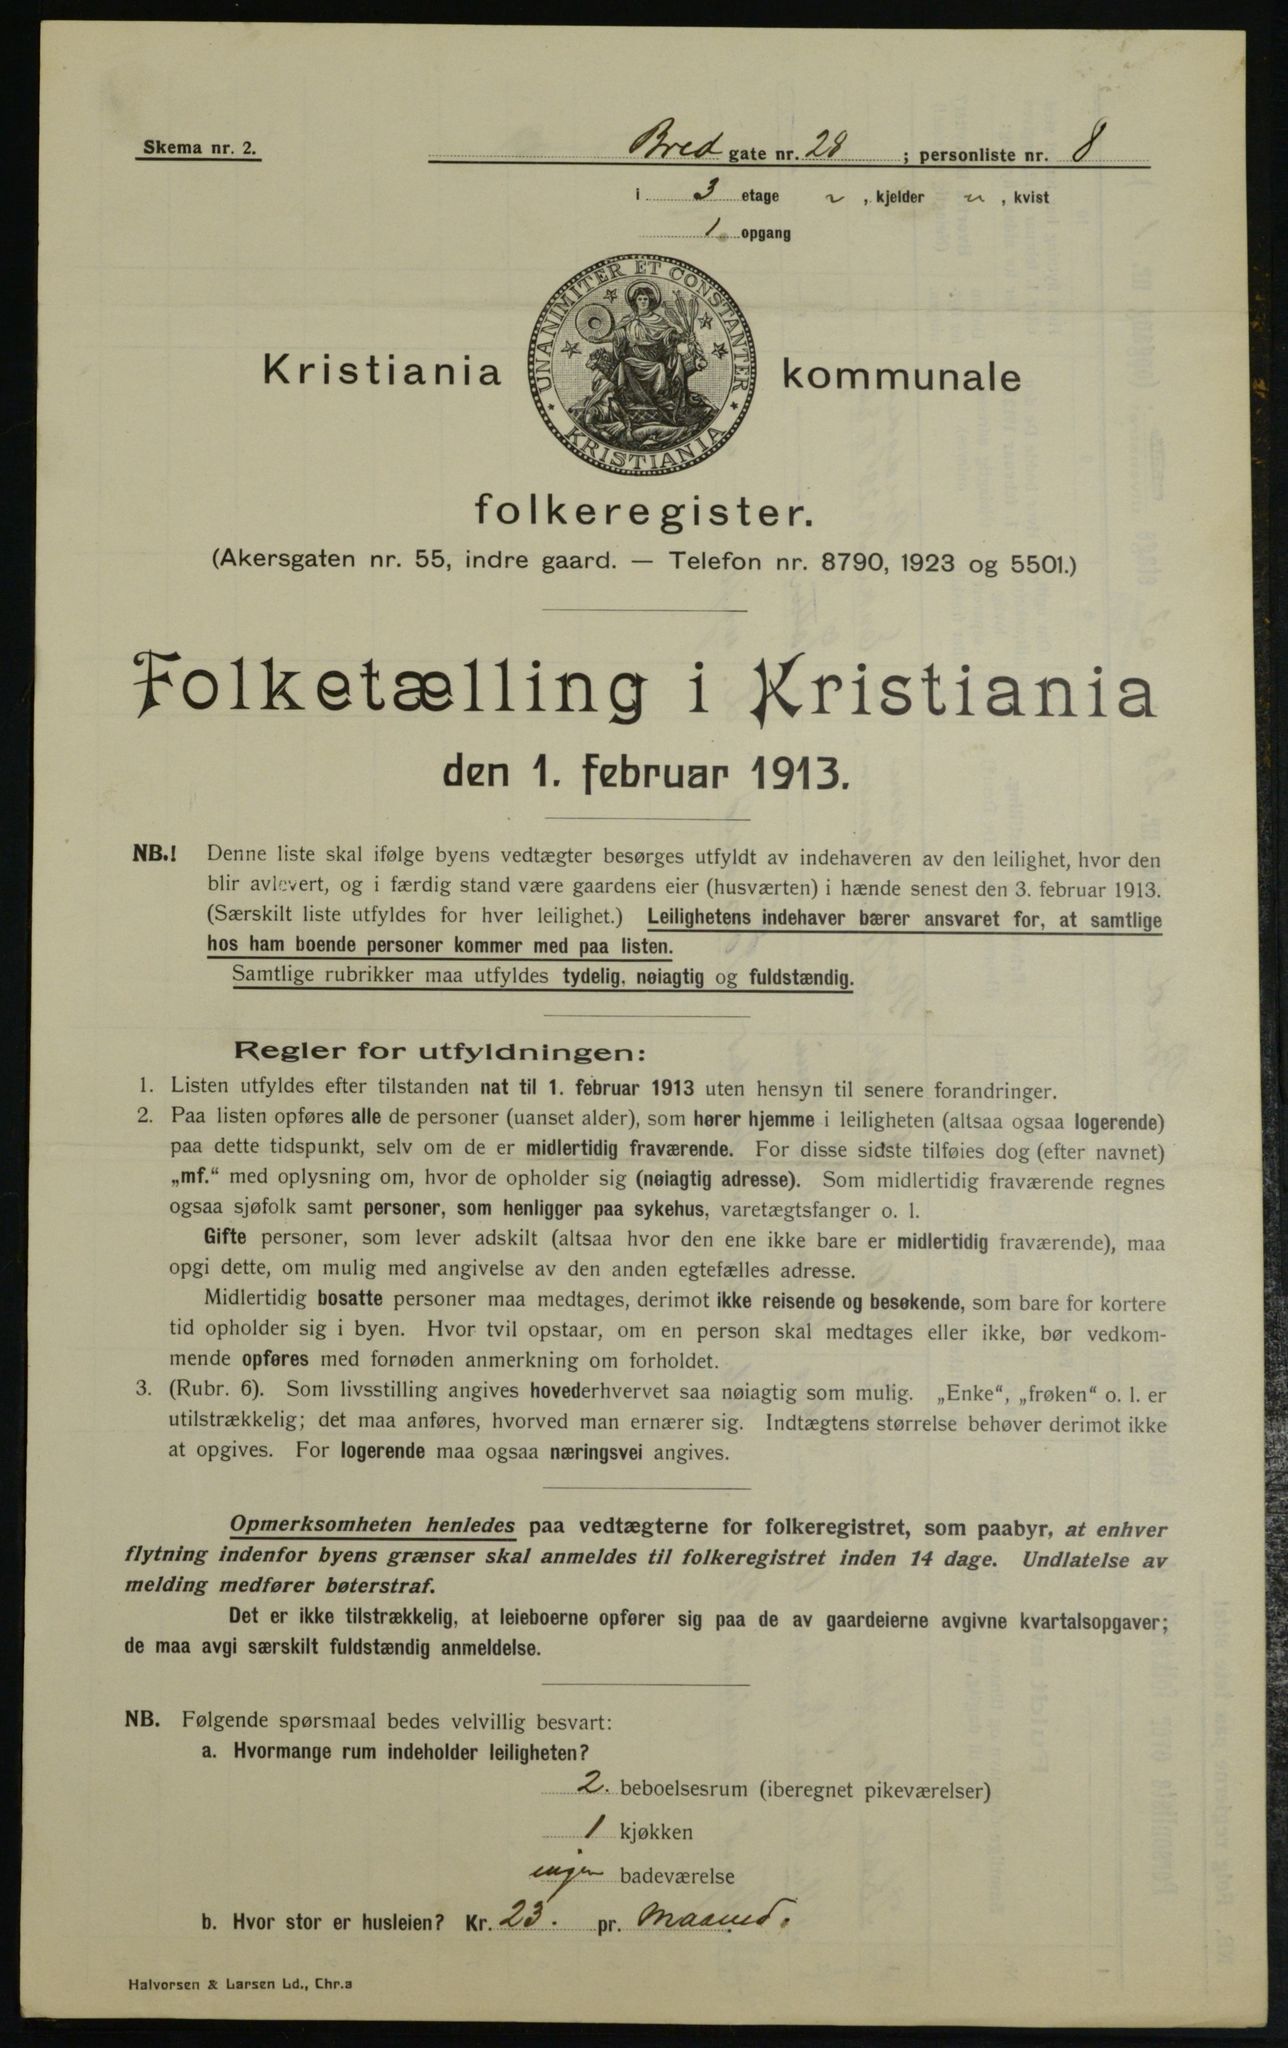 Skema nr. 2.
Bred gate nr. 28 ; personliste nr. 8
i 3 etage „ , kjelder „ , kvist
1. opgang
UNANIMITER ET CONSTANTER
KRISTIANIA
Kristiania kommunale
folkeregister.
(Akersgaten nr. 55, indre gaard. — Telefon nr. 8790, 1923 og 5501.)
Folketælling i Kristiania
den 1. februar 1913.
NB.! Denne liste skal ifølge byens vedtægter besørges utfyldt av indehaveren av den leilighet, hvor den
blir avlevert, og i færdig stand være gaardens eier (husværten) i hænde senest den 3. februar 1913.
(Særskilt liste utfyldes for hver leilighet.) Leilighetens indehaver bærer ansvaret for, at samtlige
hos ham boende personer kommer med paa listen.
Samtlige rubrikker maa utfyldes tydelig, nøiagtig og fuldstændig.
Regler for utfyldningen:
1. Listen utfyldes efter tilstanden nat til 1. februar 1913 uten hensyn til senere forandringer.
2. Paa listen opføres alle de personer (uanset alder), som hører hjemme i leiligheten (altsaa ogsaa logerende)
paa dette tidspunkt, selv om de er midlertidig fraværende. For disse sidste tilføies dog (efter navnet)
„mf.“ med oplysning om, hvor de opholder sig (nøiagtig adresse). Som midlertidig fraværende regnes
ogsaa sjøfolk samt personer, som henligger paa sykehus, varetægtsfanger o. l.
Gifte personer, som lever adskilt (altsaa hvor den ene ikke bare er midlertidig fraværende), maa
opgi dette, om mulig med angivelse av den anden egtefælles adresse.
Midlertidig bosatte personer maa medtages, derimot ikke reisende og besøkende, som bare for kortere
tid opholder sig i byen. Hvor tvil opstaar, om en person skal medtages eller ikke, bør vedkom-
mende opføres med fornøden anmerkning om forholdet.
3. (Rubr. 6). Som livsstilling angives hovederhvervet saa nøiagtig som mulig. „Enke“, „frøken“ o. l. er
utilstrækkelig; det maa anføres, hvorved man ernærer sig. Indtægtens størrelse behøver derimot ikke
at opgives. For logerende maa ogsaa næringsvei angives.
Opmerksomheten henledes paa vedtægterne for folkeregistret, som paabyr, at enhver
flytning indenfor byens grænser skal anmeldes til folkeregistret inden 14 dage. Undlatelse av
melding medfører bøterstraf.
Det er ikke tilstrækkelig, at leieboerne opfører sig paa de av gaardeierne avgivne kvartalsopgaver;
de maa avgi særskilt fuldstændig anmeldelse.
NB. Følgende spørsmaal bedes velvillig besvart:
a. Hvormange rum indeholder leiligheten?
2. beboelsesrum (iberegnet pikeværelser)
1 kjøkken
ingen badeværelse
b. Hvor stor er husleien? Kr. 23. pr. Maaned.
Halvorsen & Larsen Ld., Chr.a